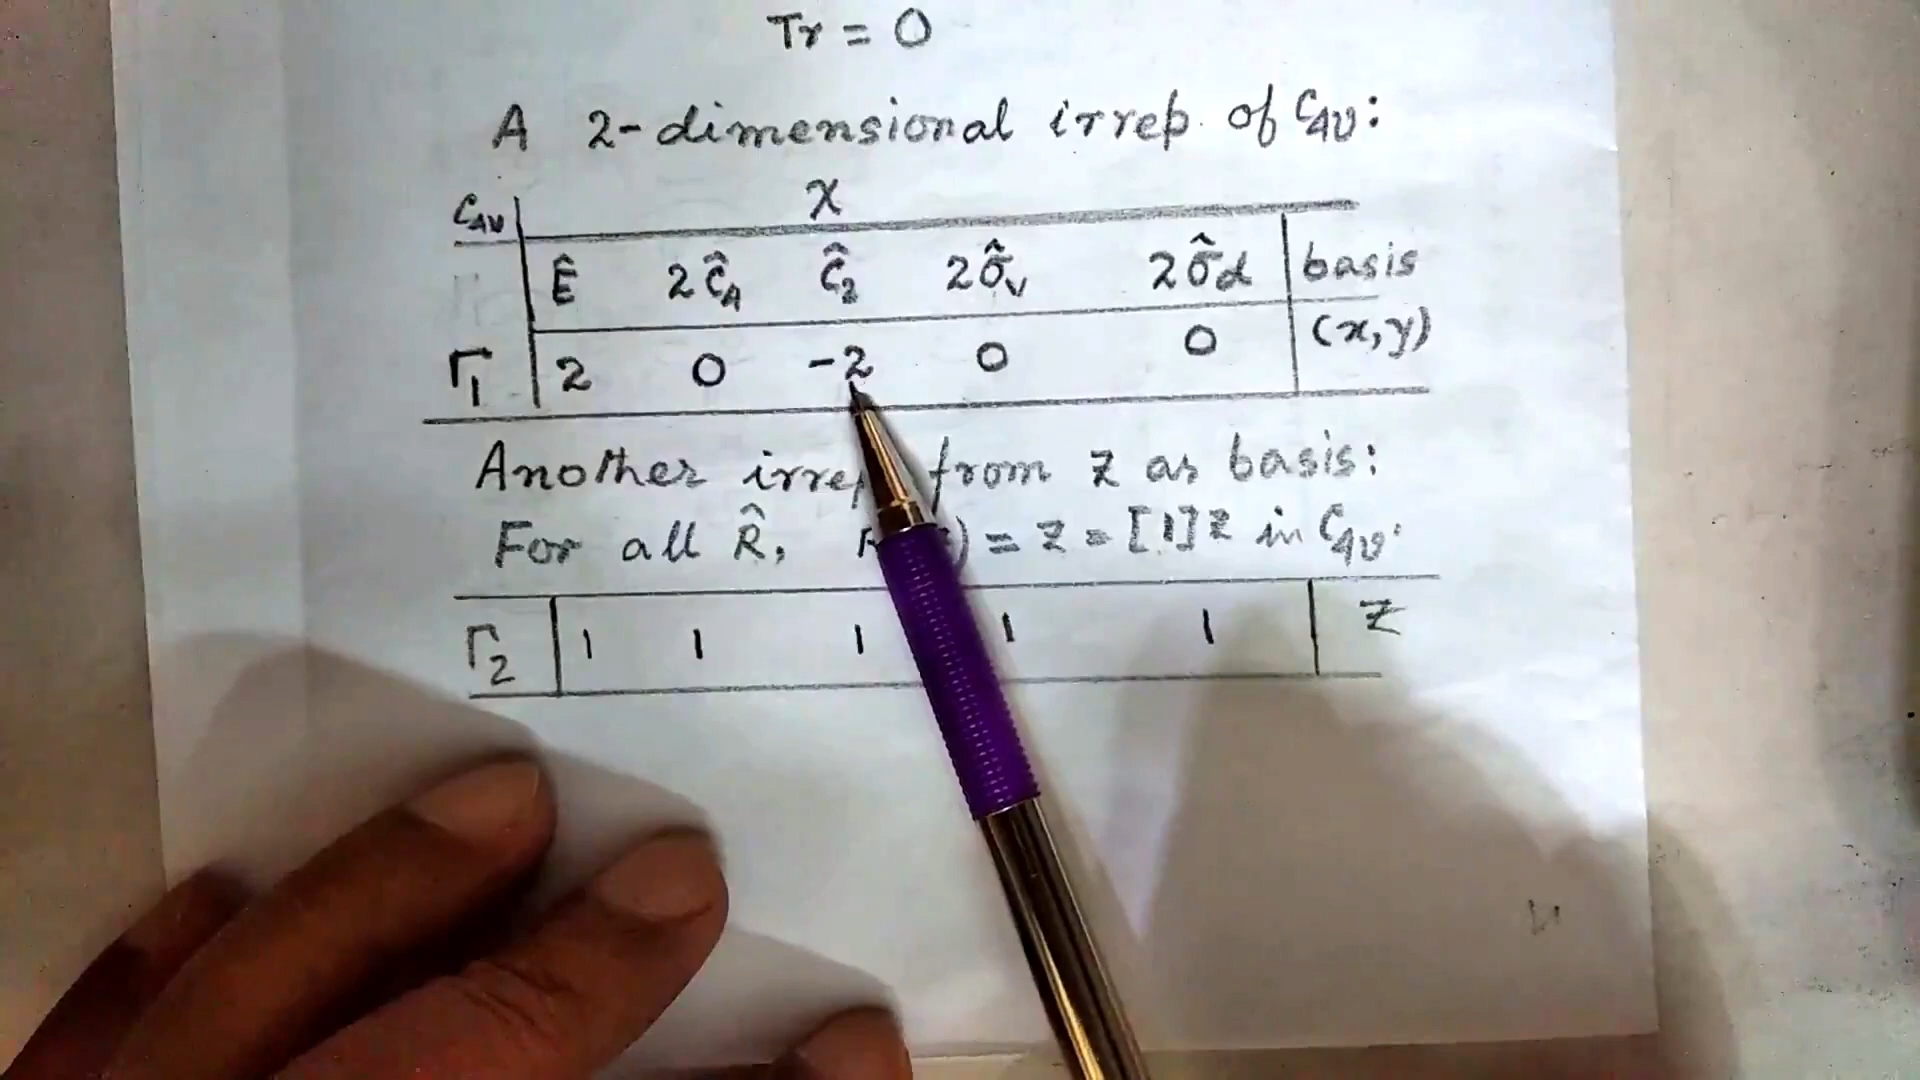 Tr = 0
A 2-dimensional irrep. of C4v:
C4v χ
Ê 2Ĉ4 Ĉ2 2σ̂v 2σ̂d basis
Γ1 2 0 -2 0 0 (x,y)
Another from z as basis:
For all R̂, ) = z = [1]z in C4v.
Γ2 1 1 1 1 1 z